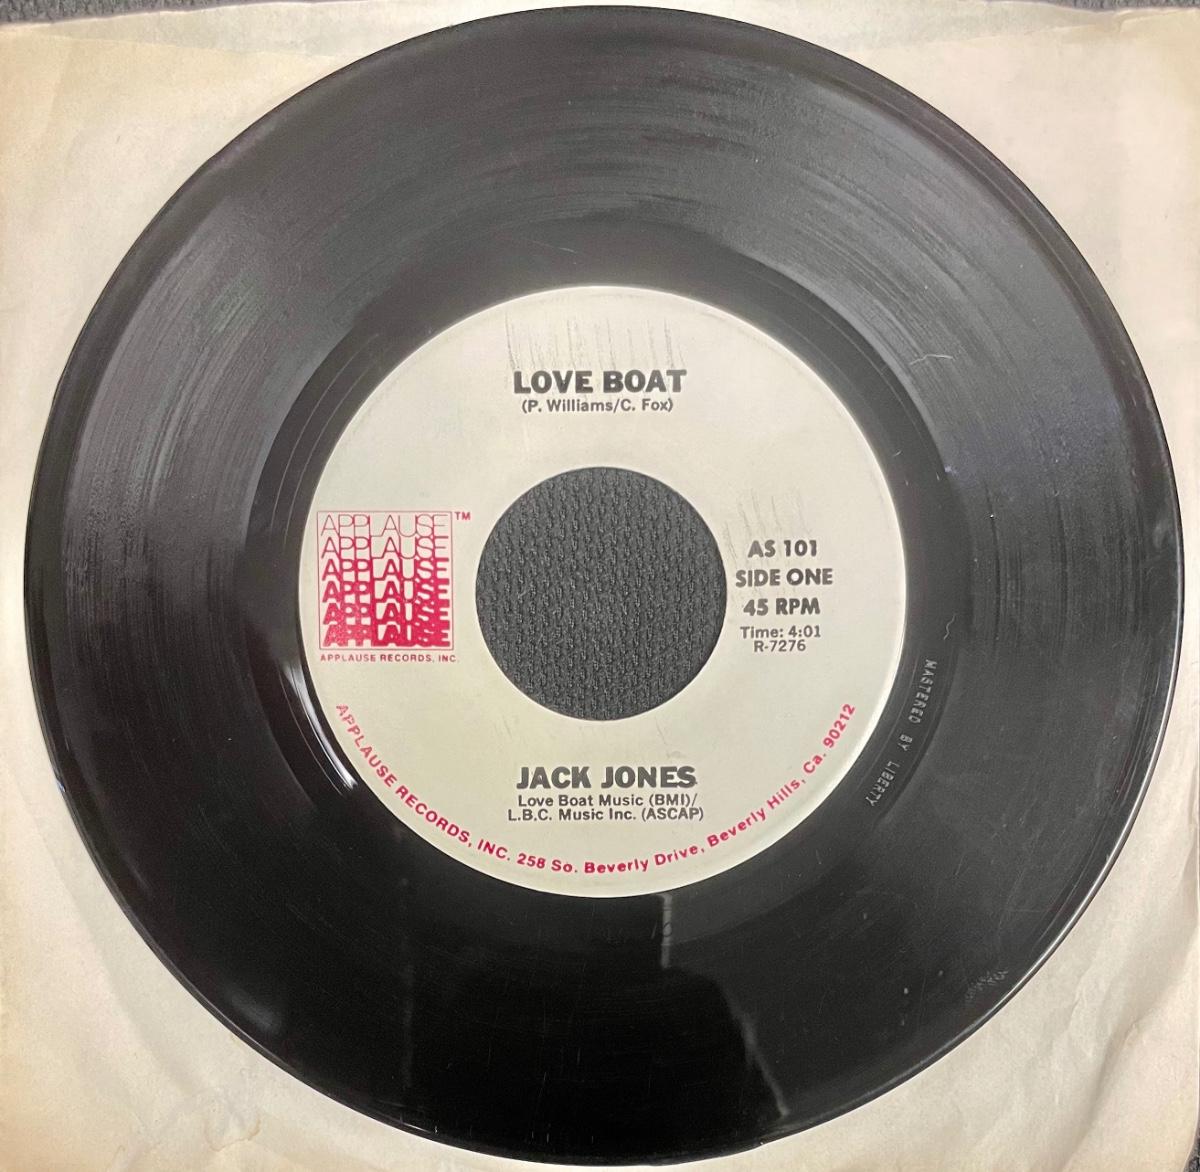 LOVE BOAT
(P. Williams/C. Fox)
APPLAUSE TM
APPLAUSE
APPLAUSE
APPLAUSE
APPLAUSE
APPLAUSE
APPLAUSE RECORDS, INC.
AS 101
SIDE ONE
45 RPM
Time: 4:01
R-7276
JACK JONES
Love Boat Music (BMI)/
L.B.C. Music Inc. (ASCAP)
APPLAUSE RECORDS, INC. 258 So. Beverly Drive, Beverly Hills, Ca. 90212
MASTERED BY LIBERTY